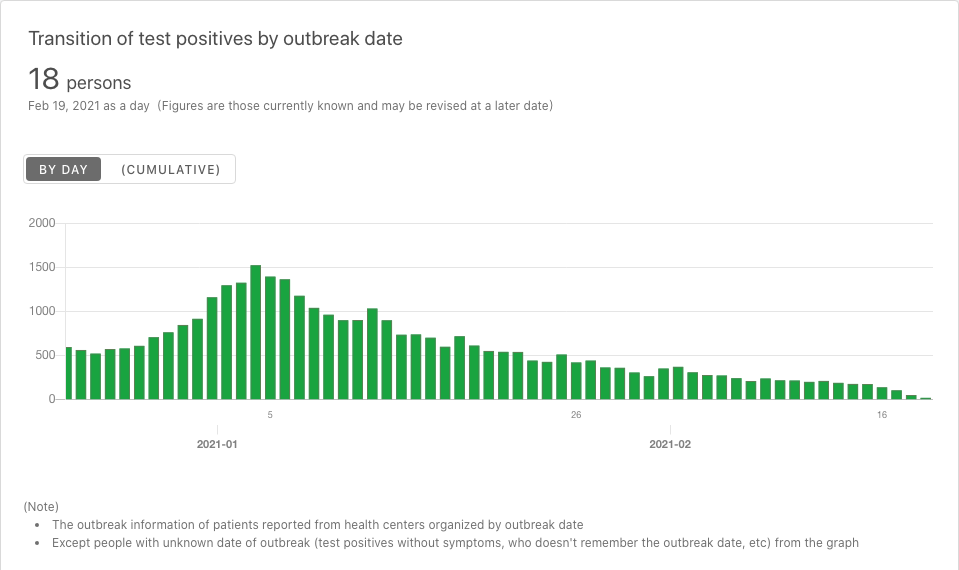 Transition of test positives by outbreak date
18 persons
Feb 19, 2021 as a day (Figures are those currently known and may be revised at a later date)
BY DAY (CUMULATIVE)
2000
1500
1000
500
0
5 26 16
2021-01 2021-02
(Note)
• The outbreak information of patients reported from health centers organized by outbreak date
• Except people with unknown date of outbreak (test positives without symptoms, who doesn't remember the outbreak date, etc) from the graph